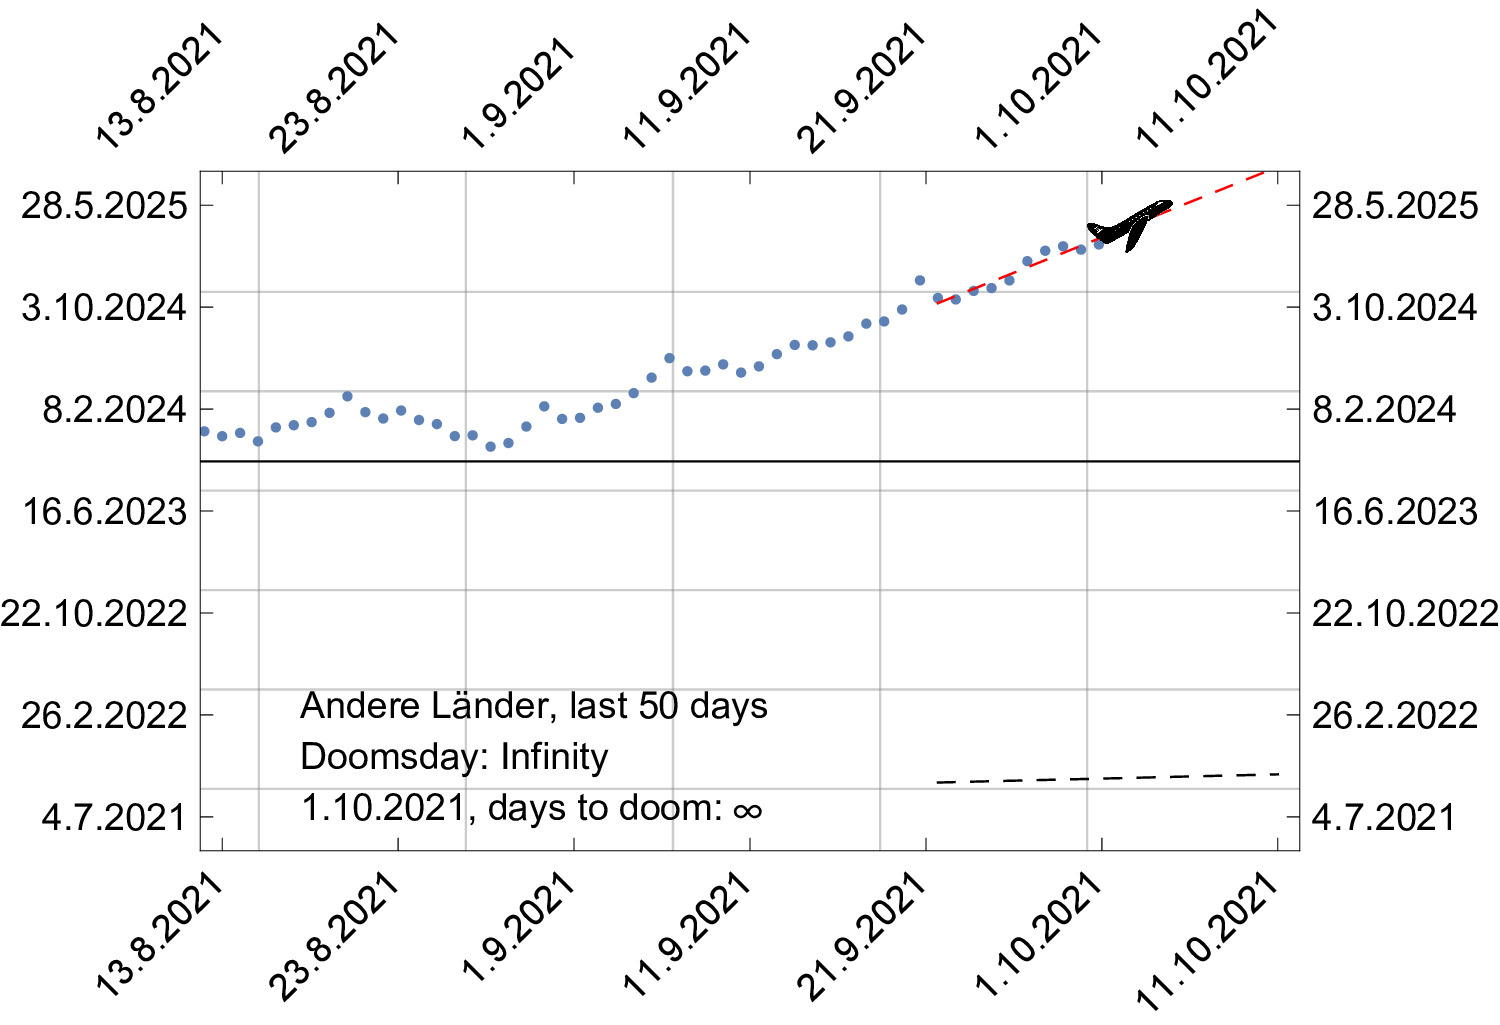 13.8.2021 23.8.2021 1.9.2021 11.9.2021 21.9.2021 1.10.2021 11.10.2021
28.5.2025 28.5.2025
3.10.2024 3.10.2024
8.2.2024 8.2.2024
16.6.2023 16.6.2023
22.10.2022 22.10.2022
Andere Länder, last 50 days
26.2.2022 26.2.2022
Doomsday: Infinity
1.10.2021, days to doom: ∞
4.7.2021 4.7.2021
13.8.2021 23.8.2021 1.9.2021 11.9.2021 21.9.2021 1.10.2021 11.10.2021